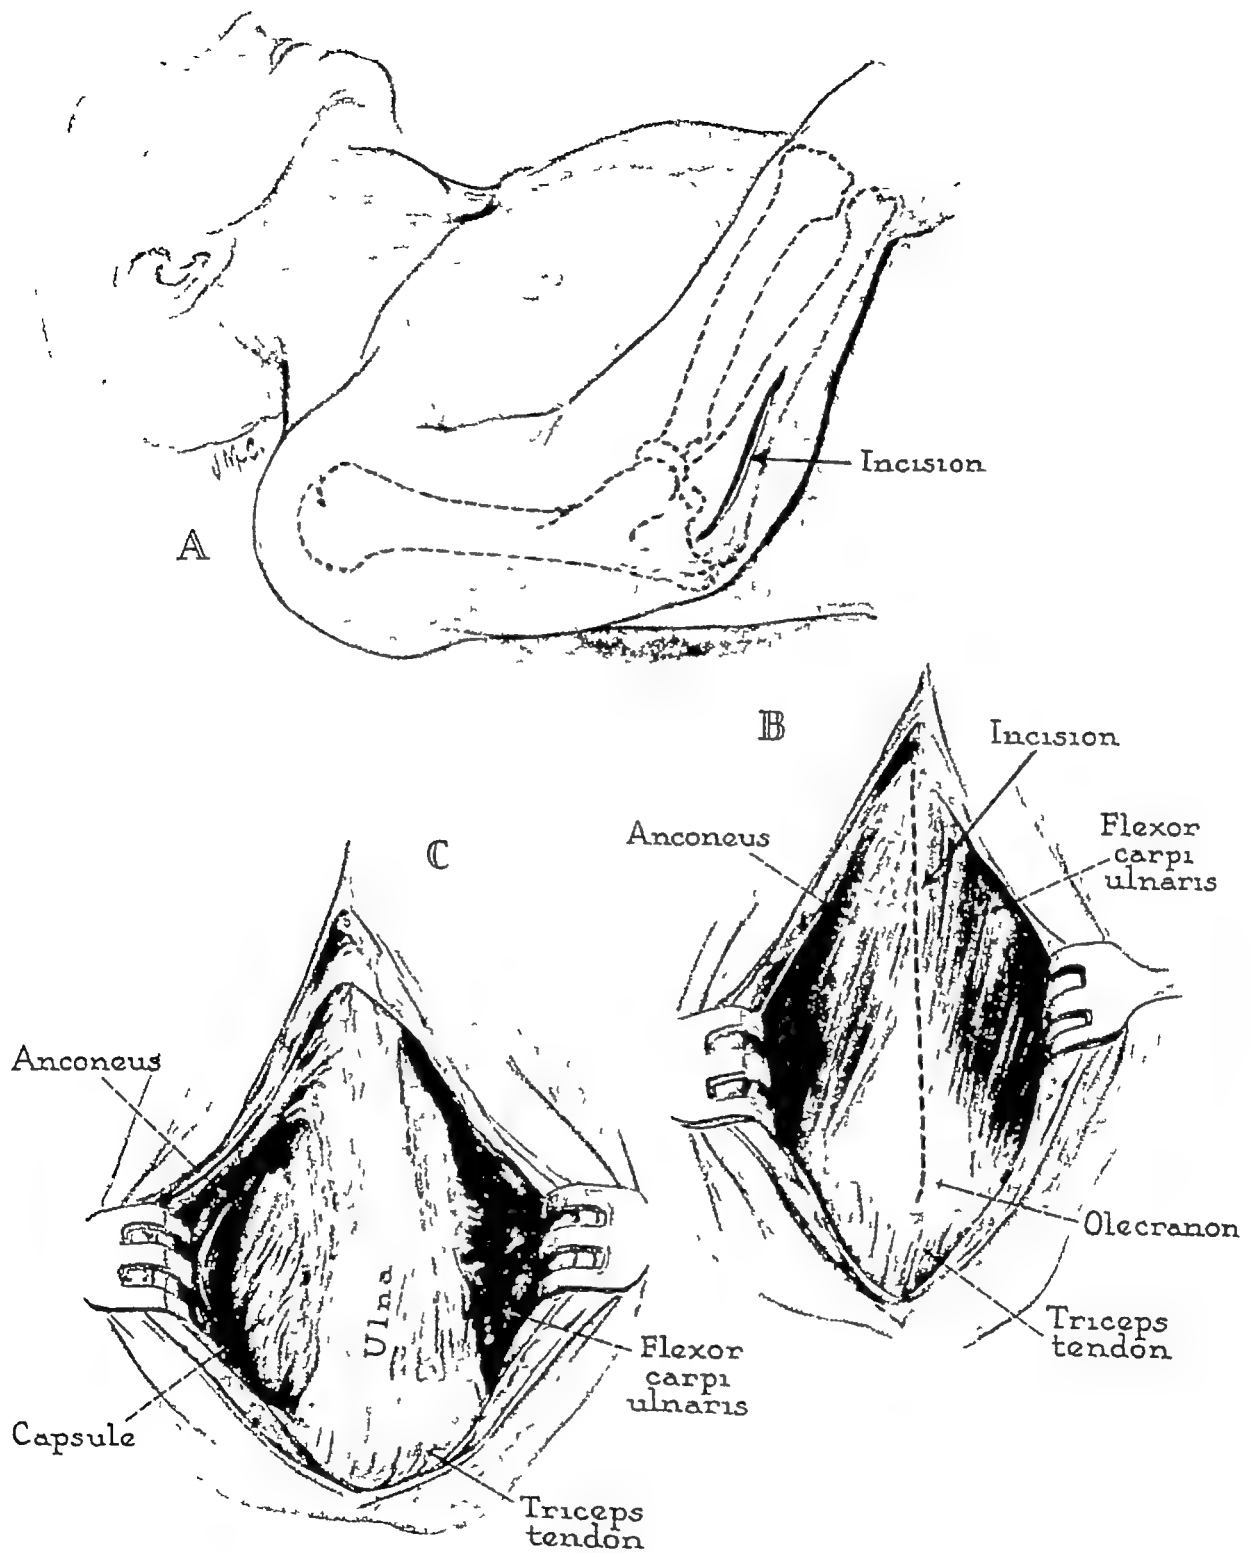 Incision
A
B
Incision
Anconeus
Flexor
carpi
ulnaris
Olecranon
Triceps
tendon
C
Anconeus
Ulna
Flexor
carpi
ulnaris
Capsule
Triceps
tendon